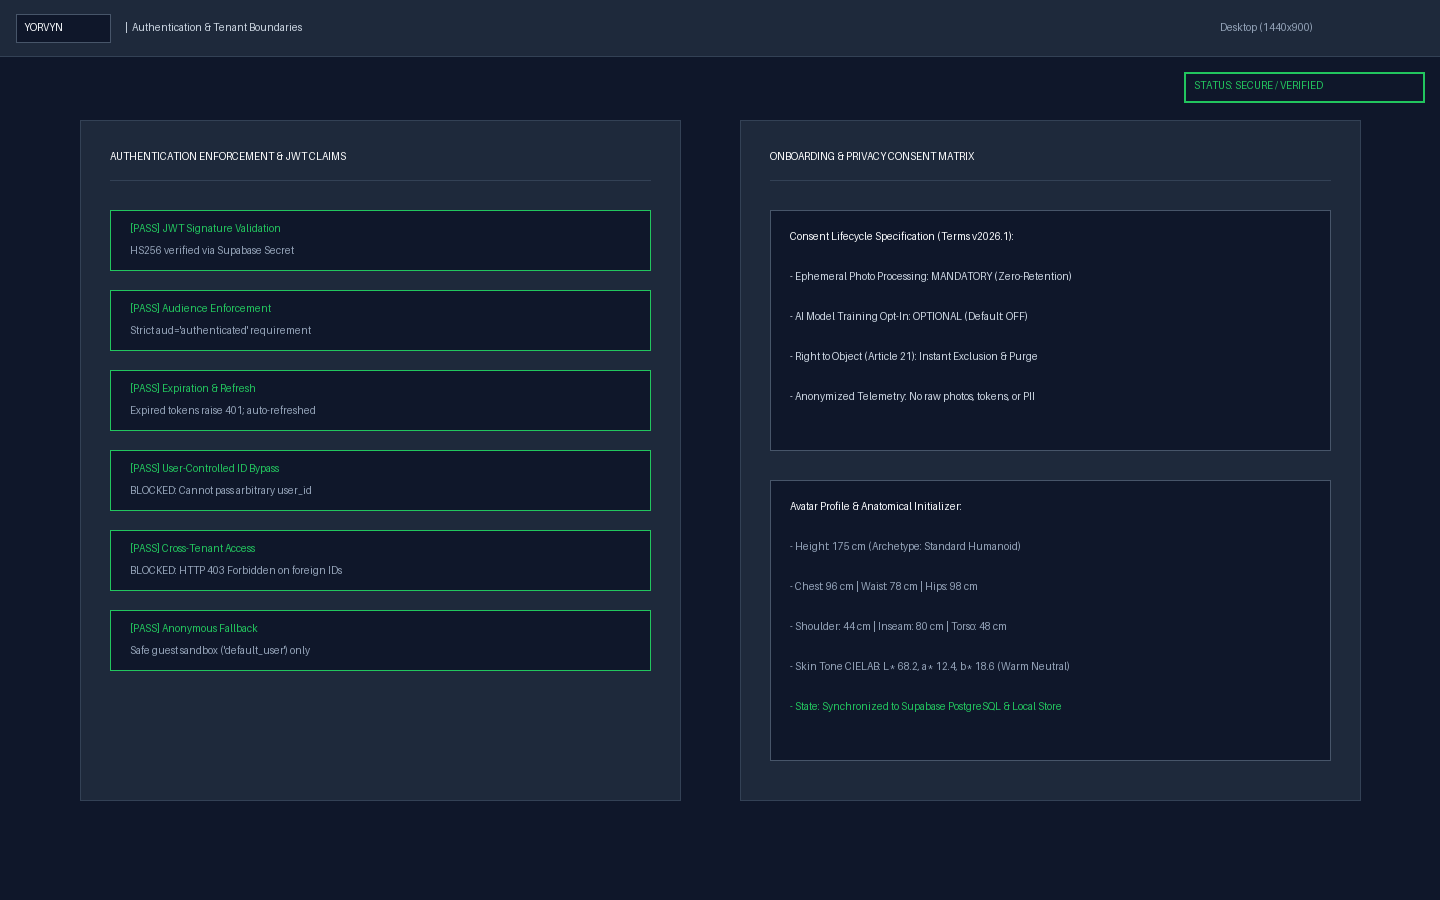 YORVYN
| Authentication & Tenant Boundaries
Desktop (1440x900)
STATUS: SECURE / VERIFIED
AUTHENTICATION ENFORCEMENT & JWT CLAIMS
[PASS] JWT Signature Validation
HS256 verified via Supabase Secret
[PASS] Audience Enforcement
Strict aud='authenticated' requirement
[PASS] Expiration & Refresh
Expired tokens raise 401; auto-refreshed
[PASS] User-Controlled ID Bypass
BLOCKED: Cannot pass arbitrary user_id
[PASS] Cross-Tenant Access
BLOCKED: HTTP 403 Forbidden on foreign IDs
[PASS] Anonymous Fallback
Safe guest sandbox ('default_user') only
ONBOARDING & PRIVACY CONSENT MATRIX
Consent Lifecycle Specification (Terms v2026.1):
- Ephemeral Photo Processing: MANDATORY (Zero-Retention)
- AI Model Training Opt-In: OPTIONAL (Default: OFF)
- Right to Object (Article 21): Instant Exclusion & Purge
- Anonymized Telemetry: No raw photos, tokens, or PII
Avatar Profile & Anatomical Initializer:
- Height: 175 cm (Archetype: Standard Humanoid)
- Chest: 96 cm | Waist: 78 cm | Hips: 98 cm
- Shoulder: 44 cm | Inseam: 80 cm | Torso: 48 cm
- Skin Tone CIELAB: L* 68.2, a* 12.4, b* 18.6 (Warm Neutral)
- State: Synchronized to Supabase PostgreSQL & Local Store